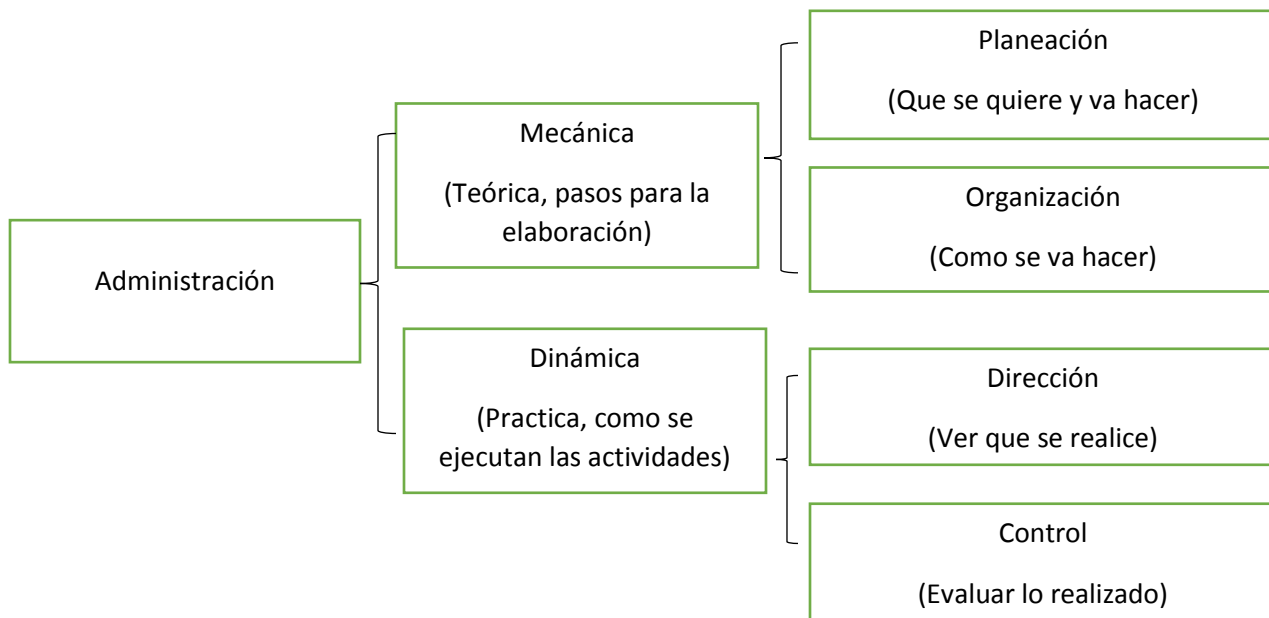 Administración
Mecánica
(Teórica, pasos para la
elaboración)
Planeación
(Que se quiere y va hacer)
Organización
(Como se va hacer)
Dinámica
(Practica, como se
ejecutan las actividades)
Dirección
(Ver que se realice)
Control
(Evaluar lo realizado)